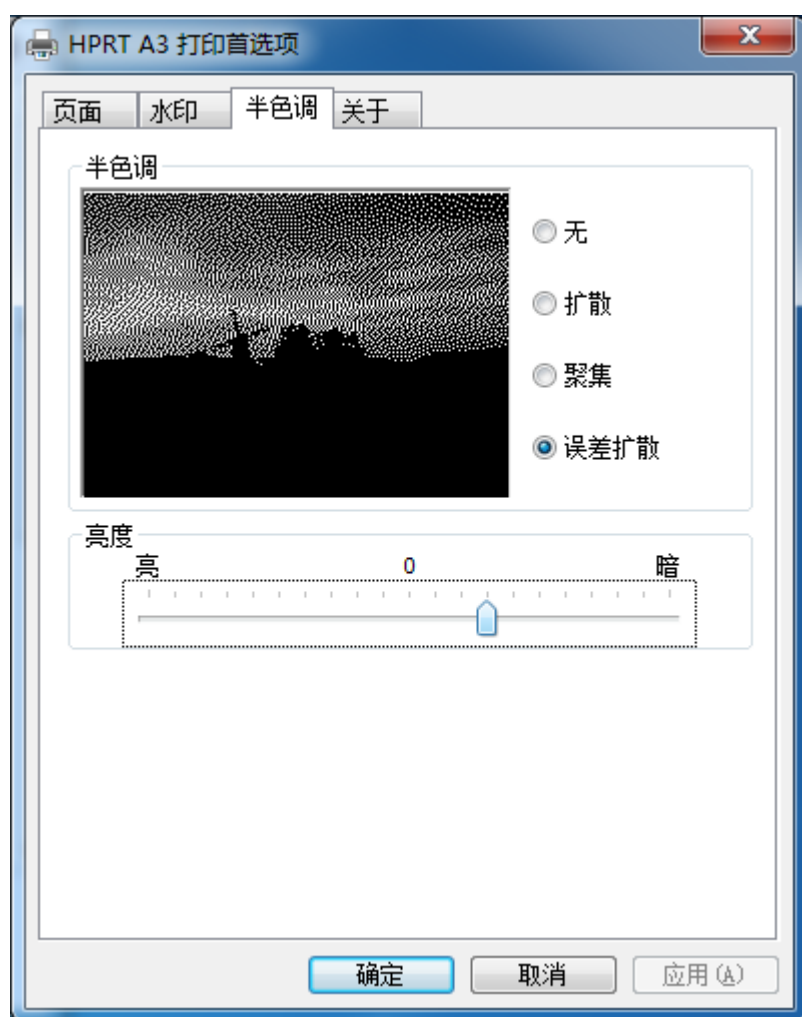 HPRT A3 打印首选项
页面 水印 半色调 关于
半色调
无
扩散
聚集
误差扩散
亮度
亮 0 暗
确定 取消 应用(A)